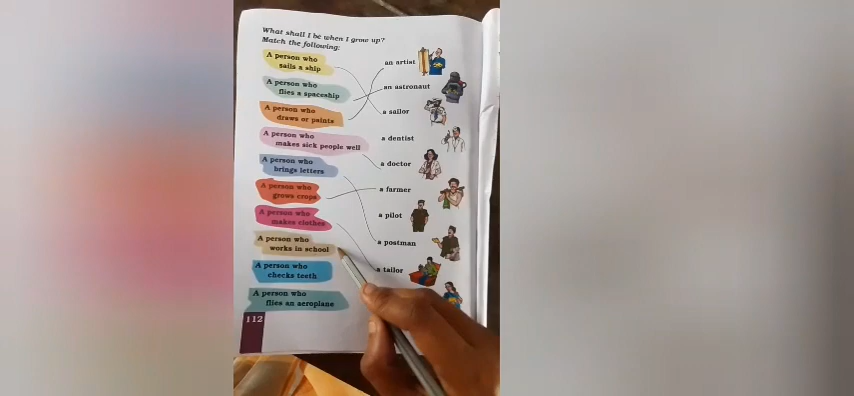 What shall I be when I grow up?
Match the following:
A person who
sails a ship
an artist
A person who
flies a spaceship
an astronaut
A person who
draws or paints
a sailor
A person who
makes sick people well
a dentist
A person who
brings letters
a doctor
A person who
grows crops
a farmer
A person who
makes clothes
a pilot
A person who
works in school
a postman
A person who
checks teeth
a tailor
A person who
flies an aeroplane
112